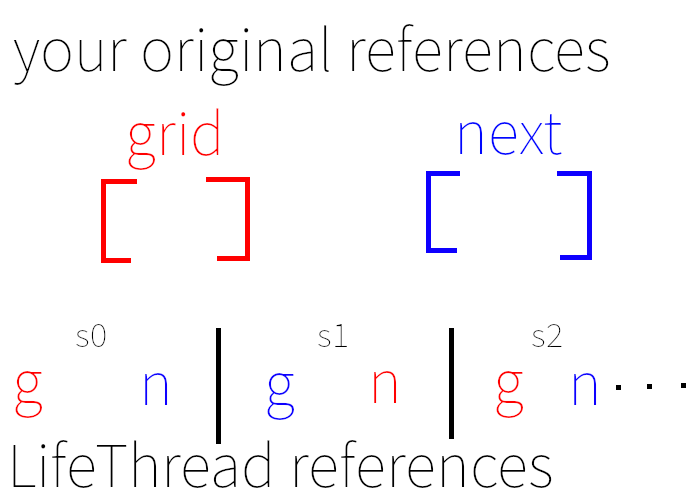 your original references
grid next
[ ] [ ]
s0 s1 s2
g n | g n | g n . . .
LifeThread references